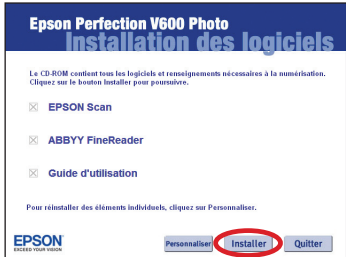 Epson Perfection V600 Photo
Installation des logiciels
Le CD-ROM contient tous les logiciels et renseignements nécessaires à la numérisation.
Cliquez sur le bouton Installer pour poursuivre.
EPSON Scan
ABBYY FineReader
Guide d'utilisation
Pour réinstaller des éléments individuels, cliquez sur Personnaliser.
EPSON
EXCEED YOUR VISION
Personnaliser Installer Quitter